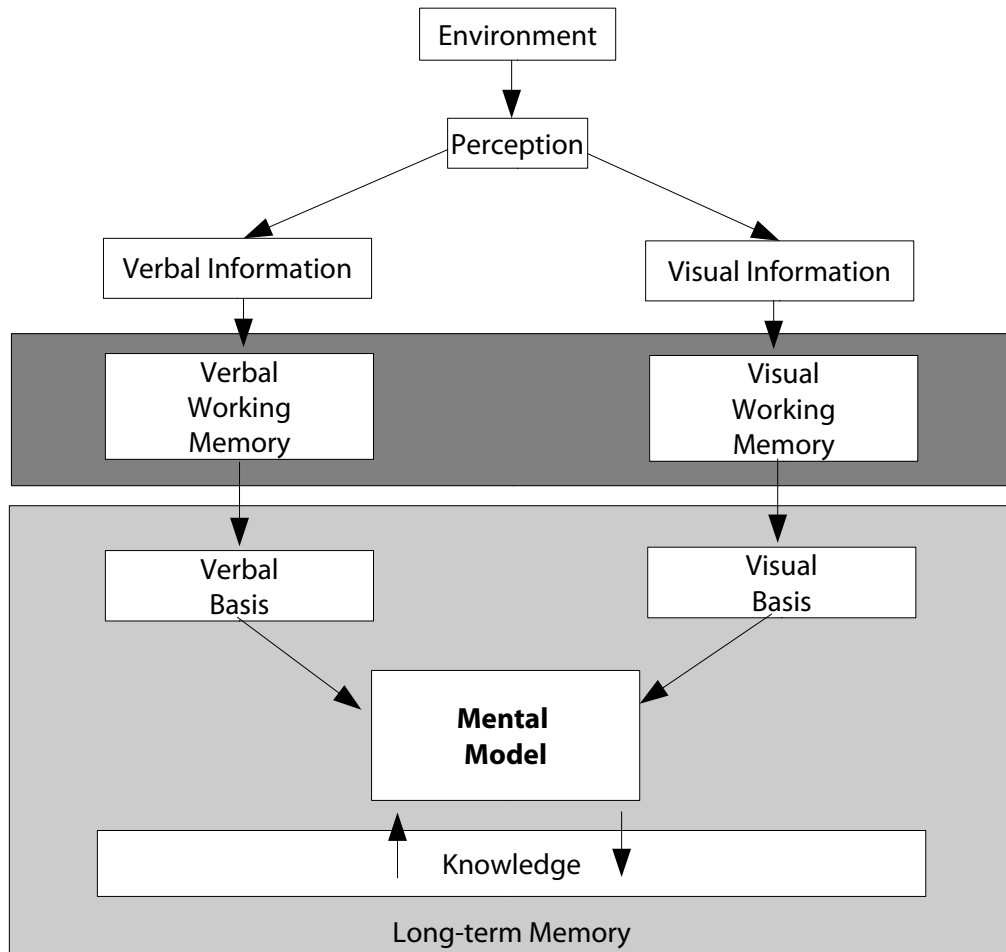 Environment
Perception
Verbal Information
Visual Information
Verbal
Working
Memory
Visual
Working
Memory
Verbal
Basis
Visual
Basis
Mental
Model
Knowledge
Long-term Memory